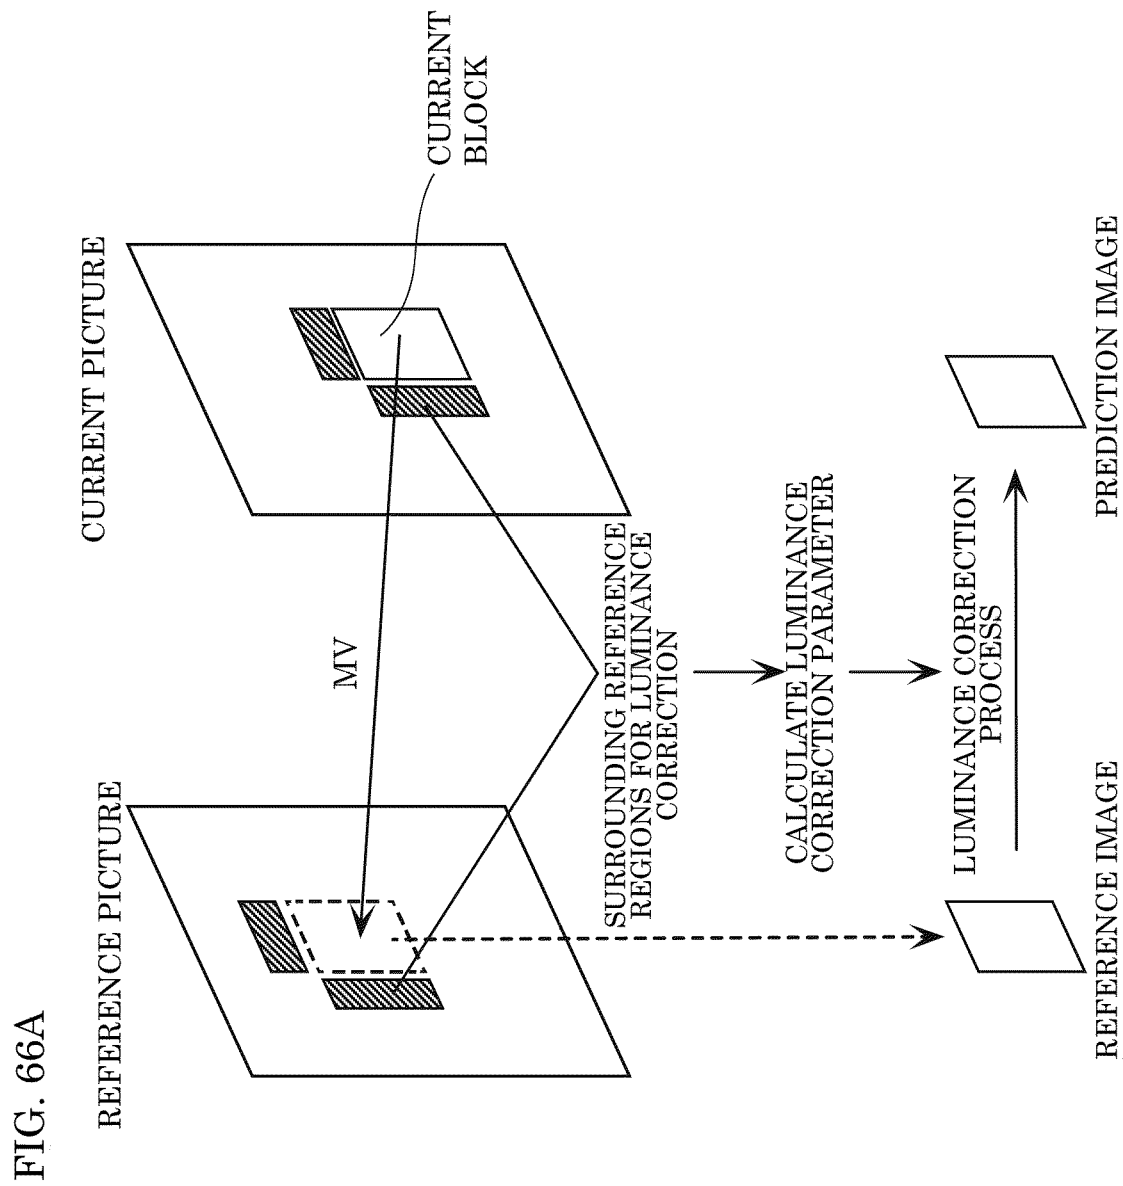 FIG. 66A
REFERENCE PICTURE
CURRENT PICTURE
MV
CURRENT
BLOCK
SURROUNDING REFERENCE
REGIONS FOR LUMINANCE
CORRECTION
CALCULATE LUMINANCE
CORRECTION PARAMETER
LUMINANCE CORRECTION
PROCESS
REFERENCE IMAGE
PREDICTION IMAGE